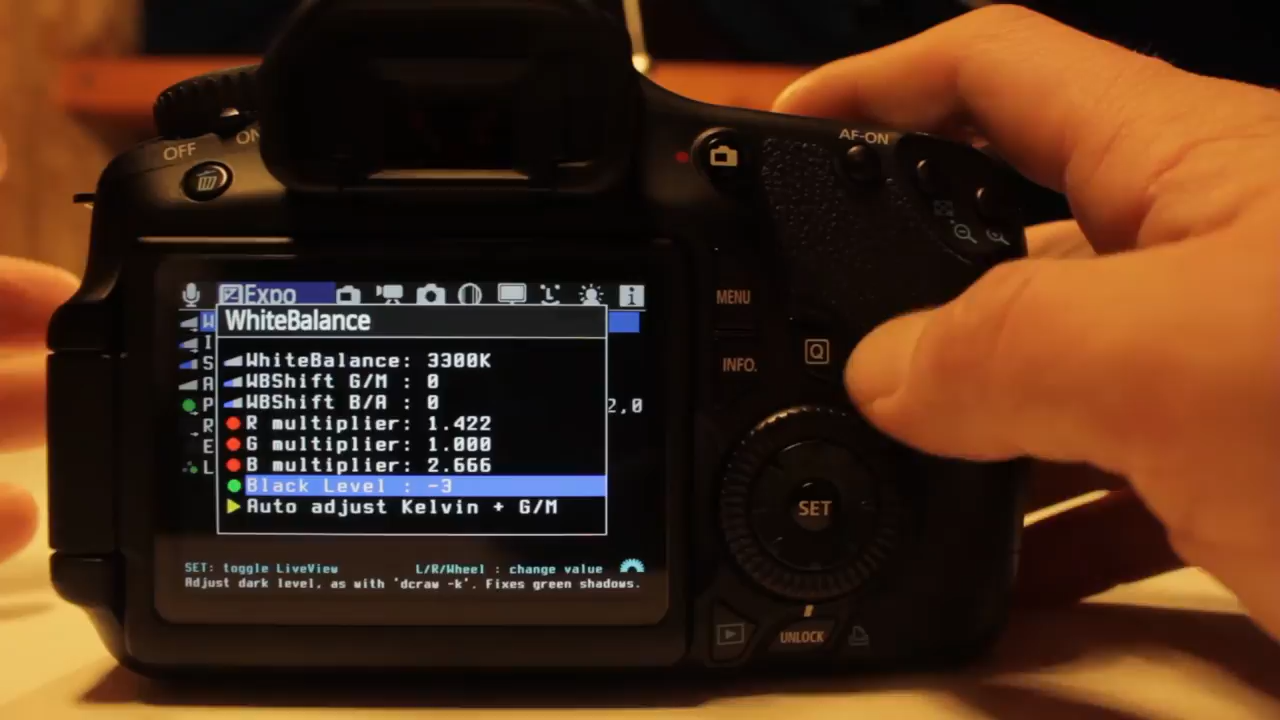 OFF
ON
AF-ON
MENU
Q
INFO.
SET
UNLOCK
Expo
WhiteBalance
WhiteBalance: 3300K
WBShift G/M : 0
WBShift B/A : 0
R multiplier: 1.422
G multiplier: 1.000
B multiplier: 2.666
Black Level : -3
Auto adjust Kelvin + G/M
W
I
S
A
P
R
E
L
2,0
SET: toggle LiveView L/R/Wheel : change value
Adjust dark level, as with 'dcraw -k'. Fixes green shadows.